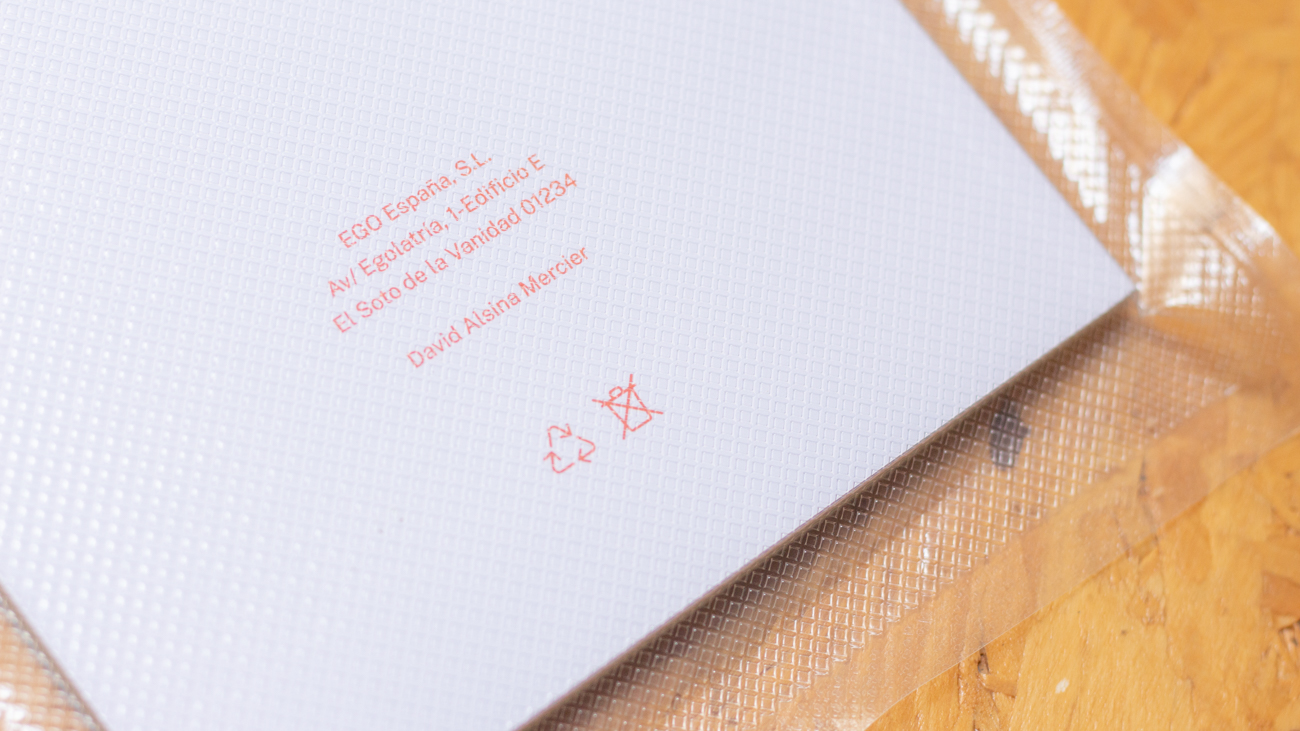 EGO España, S.L.
Av/ Egolatría, 1-Edificio E
El Soto de la Vanidad 01234
David Alsina Mercier